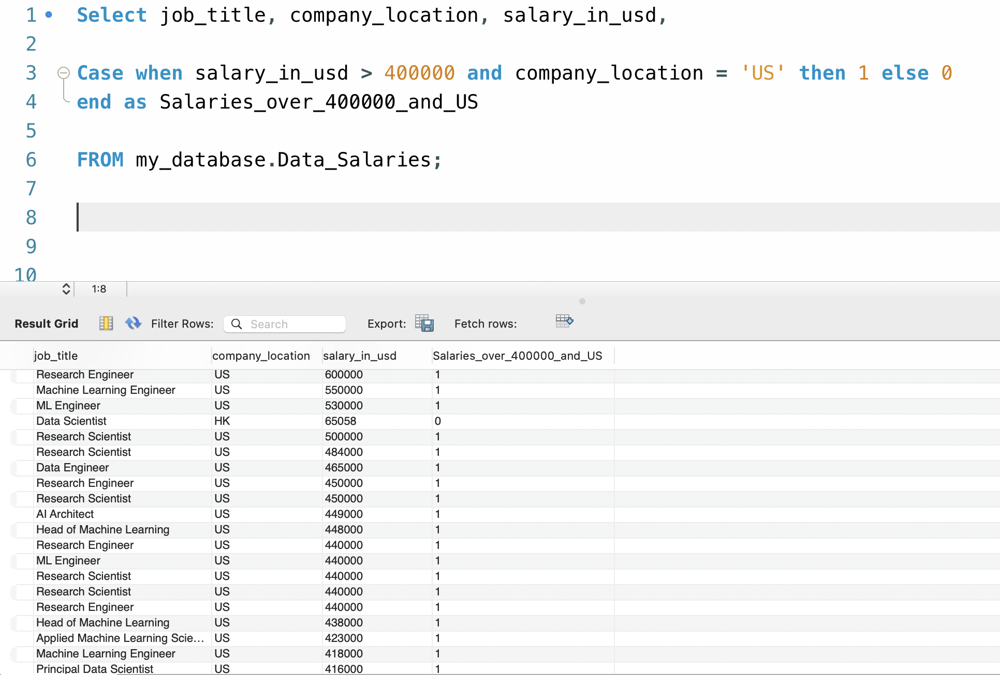 1 Select job_title, company_location, salary_in_usd,
2
3 Case when salary_in_usd > 400000 and company_location = 'US' then 1 else 0
4 end as Salaries_over_400000_and_US
5
6 FROM my_database.Data_Salaries;
7
8
9
10
1:8
Result Grid Filter Rows: Search Export: Fetch rows:
job_title company_location salary_in_usd Salaries_over_400000_and_US
Research Engineer US 600000 1
Machine Learning Engineer US 550000 1
ML Engineer US 530000 1
Data Scientist HK 65058 0
Research Scientist US 500000 1
Research Scientist US 484000 1
Data Engineer US 465000 1
Research Engineer US 450000 1
Research Scientist US 450000 1
AI Architect US 449000 1
Head of Machine Learning US 448000 1
Research Engineer US 440000 1
ML Engineer US 440000 1
Research Scientist US 440000 1
Research Scientist US 440000 1
Research Engineer US 440000 1
Head of Machine Learning US 438000 1
Applied Machine Learning Scie... US 423000 1
Machine Learning Engineer US 418000 1
Principal Data Scientist US 416000 1